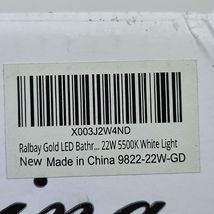 X003J2W4ND
Ralbay Gold LED Bathr... 22W 5500K White Light
New Made in China 9822-22W-GD